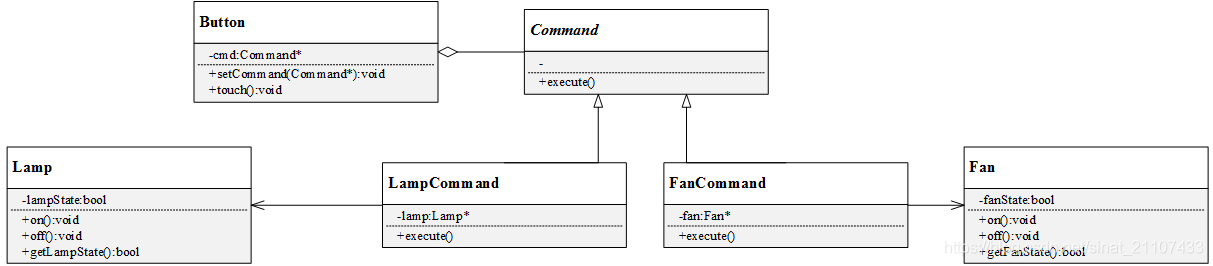 Button
-cmd:Command*
+setCommand(Command*):void
+touch():void
Command
-
+execute()
Lamp
-lampState:bool
+on():void
+off():void
+getLampState():bool
LampCommand
-lamp:Lamp*
+execute()
FanCommand
-fan:Fan*
+execute()
Fan
-fanState:bool
+on():void
+off():void
+getFanState():bool